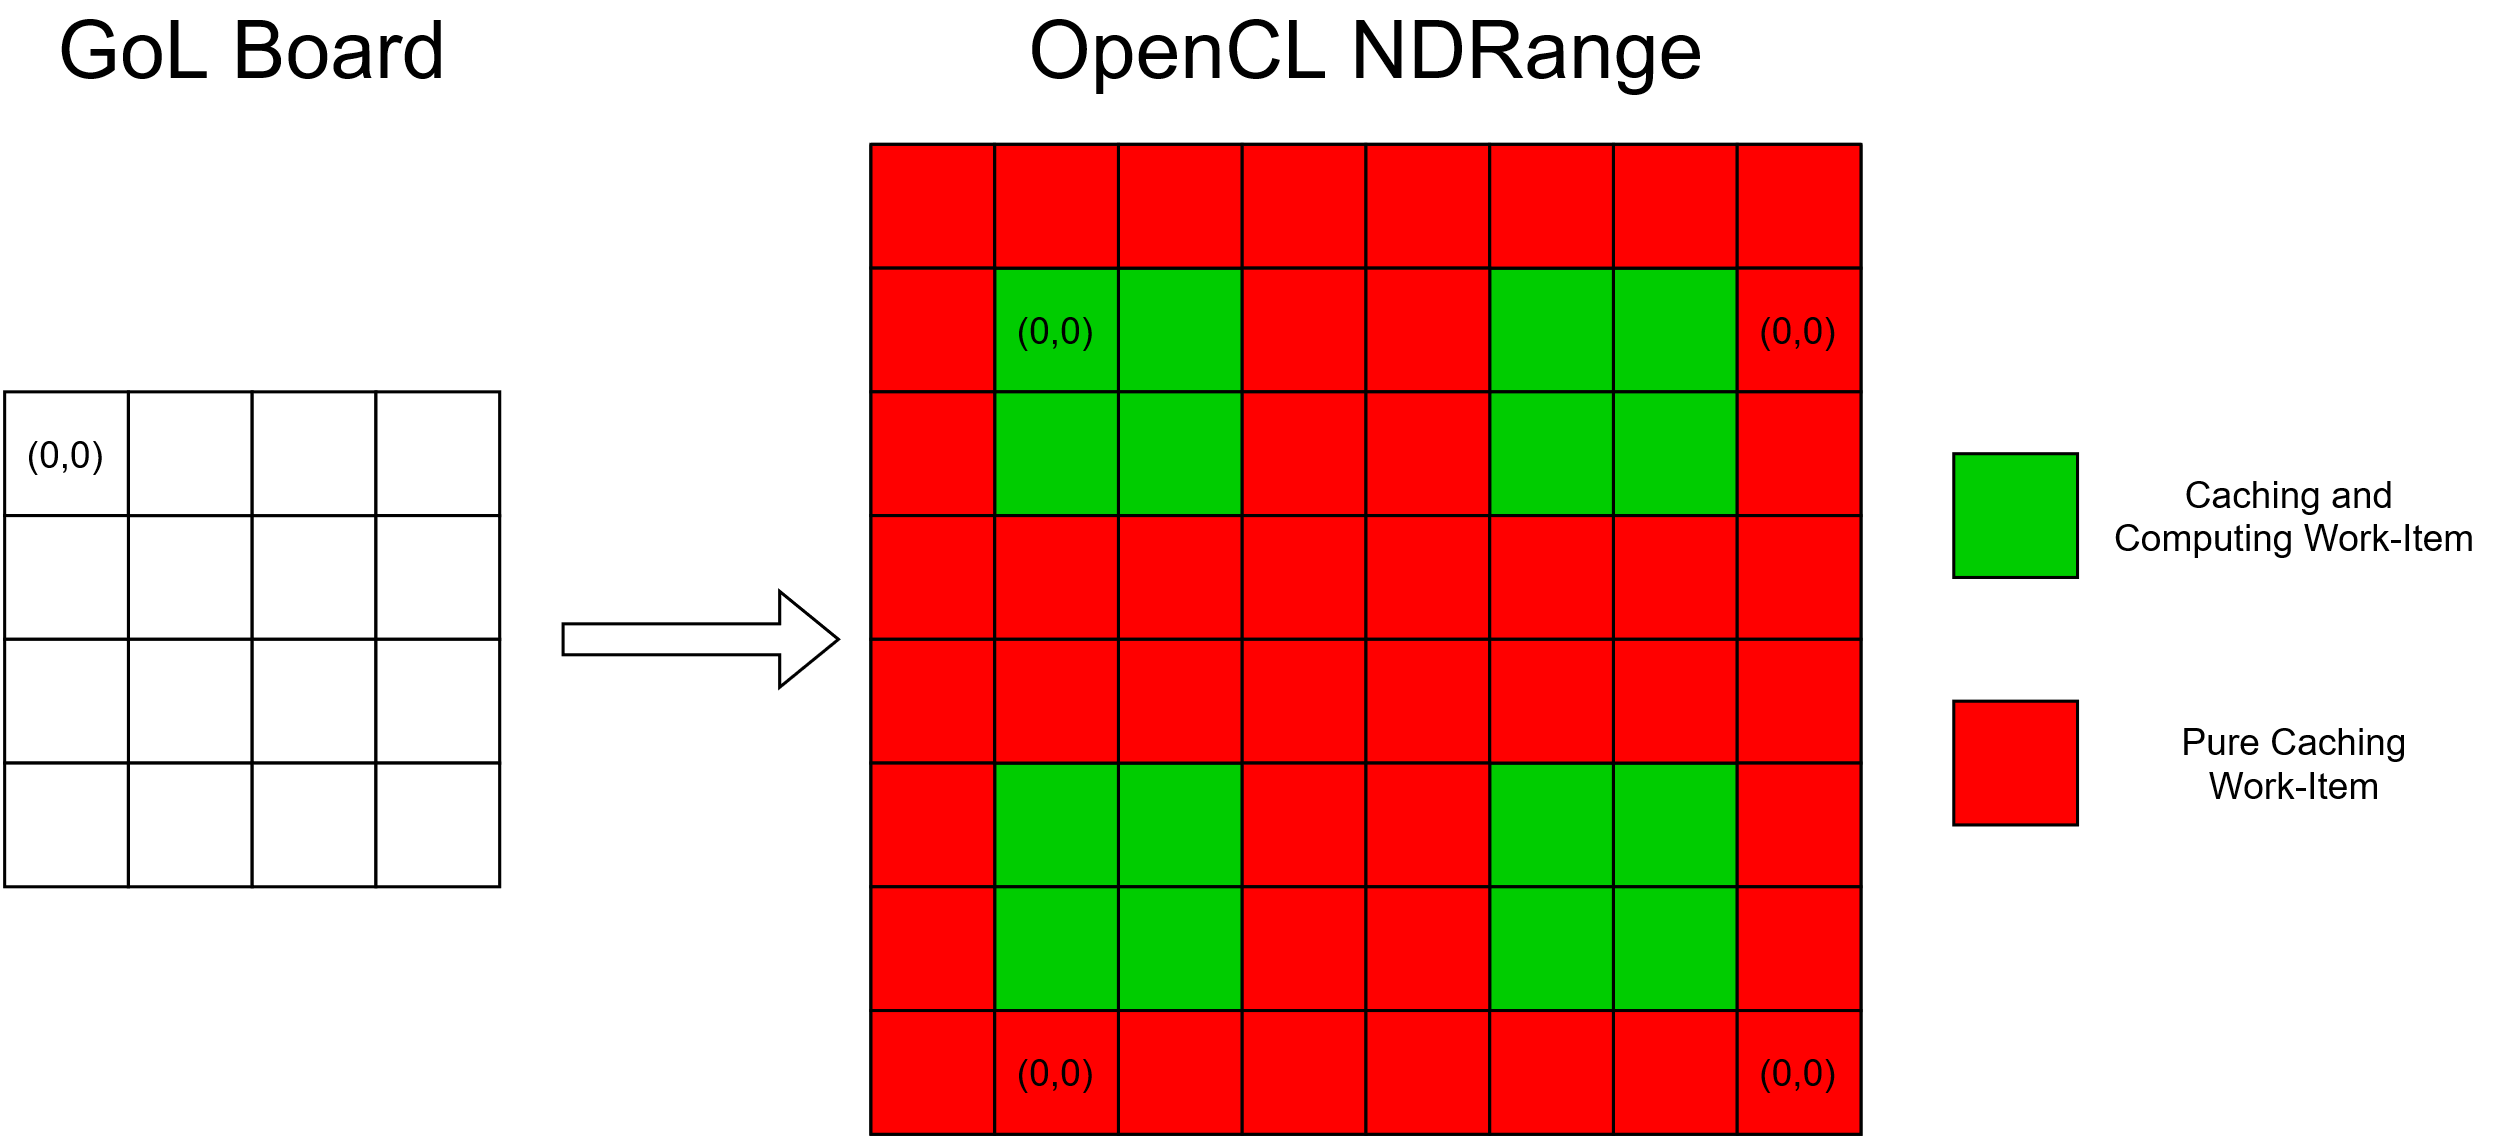 GoL Board
OpenCL NDRange
(0,0)
(0,0)
(0,0)
Caching and
Computing Work-Item
Pure Caching
Work-Item
(0,0)
(0,0)